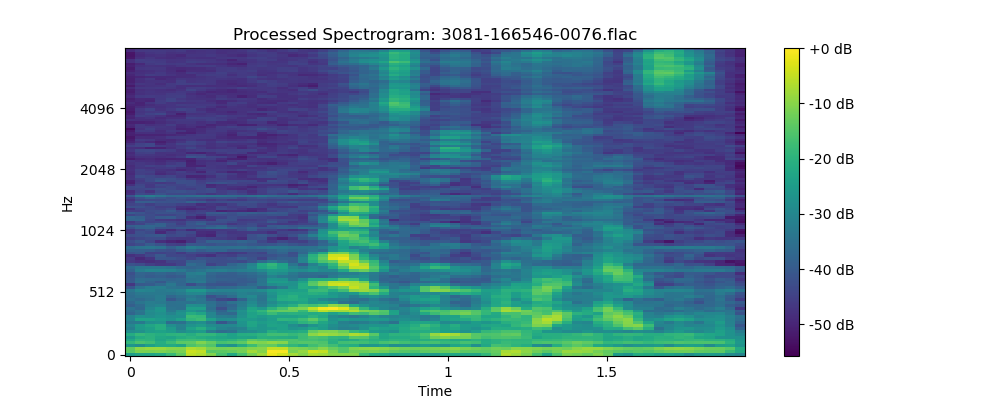 Processed Spectrogram: 3081-166546-0076.flac
+0 dB
4096
-10 dB
2048
-20 dB
Hz
-30 dB
1024
-40 dB
512
-50 dB
0
0 0.5 1 1.5
Time